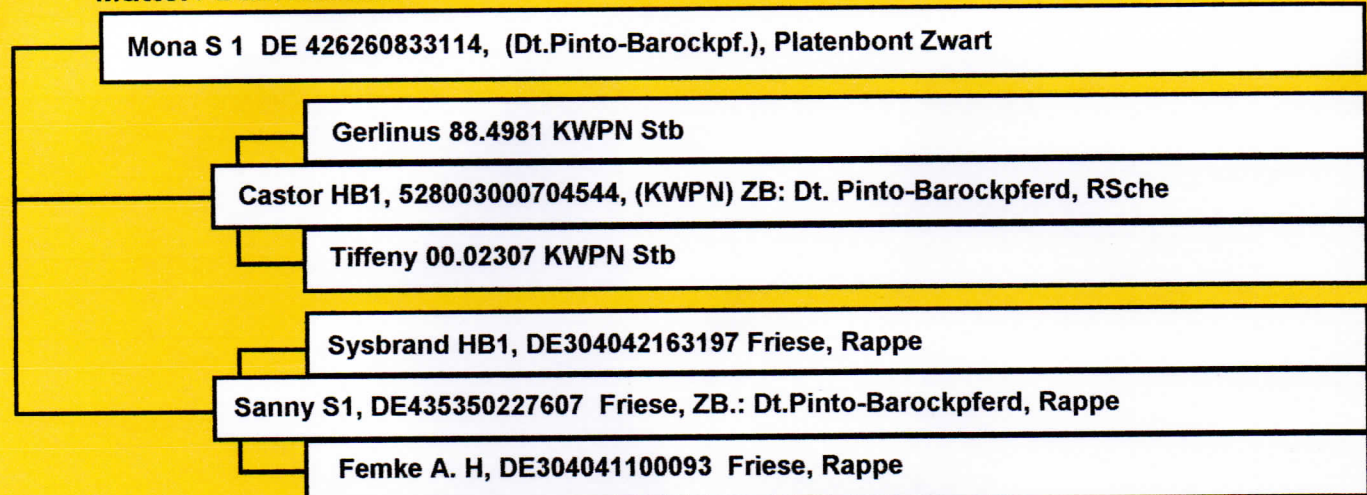 Mona S 1 DE 426260833114, (Dt.Pinto-Barockpf.), Platenbont Zwart
Gerlinus 88.4981 KWPN Stb
Castor HB1, 528003000704544, (KWPN) ZB: Dt. Pinto-Barockpferd, RSche
Tiffeny 00.02307 KWPN Stb
Sysbrand HB1, DE304042163197 Friese, Rappe
Sanny S1, DE435350227607 Friese, ZB.: Dt.Pinto-Barockpferd, Rappe
Femke A. H, DE304041100093 Friese, Rappe